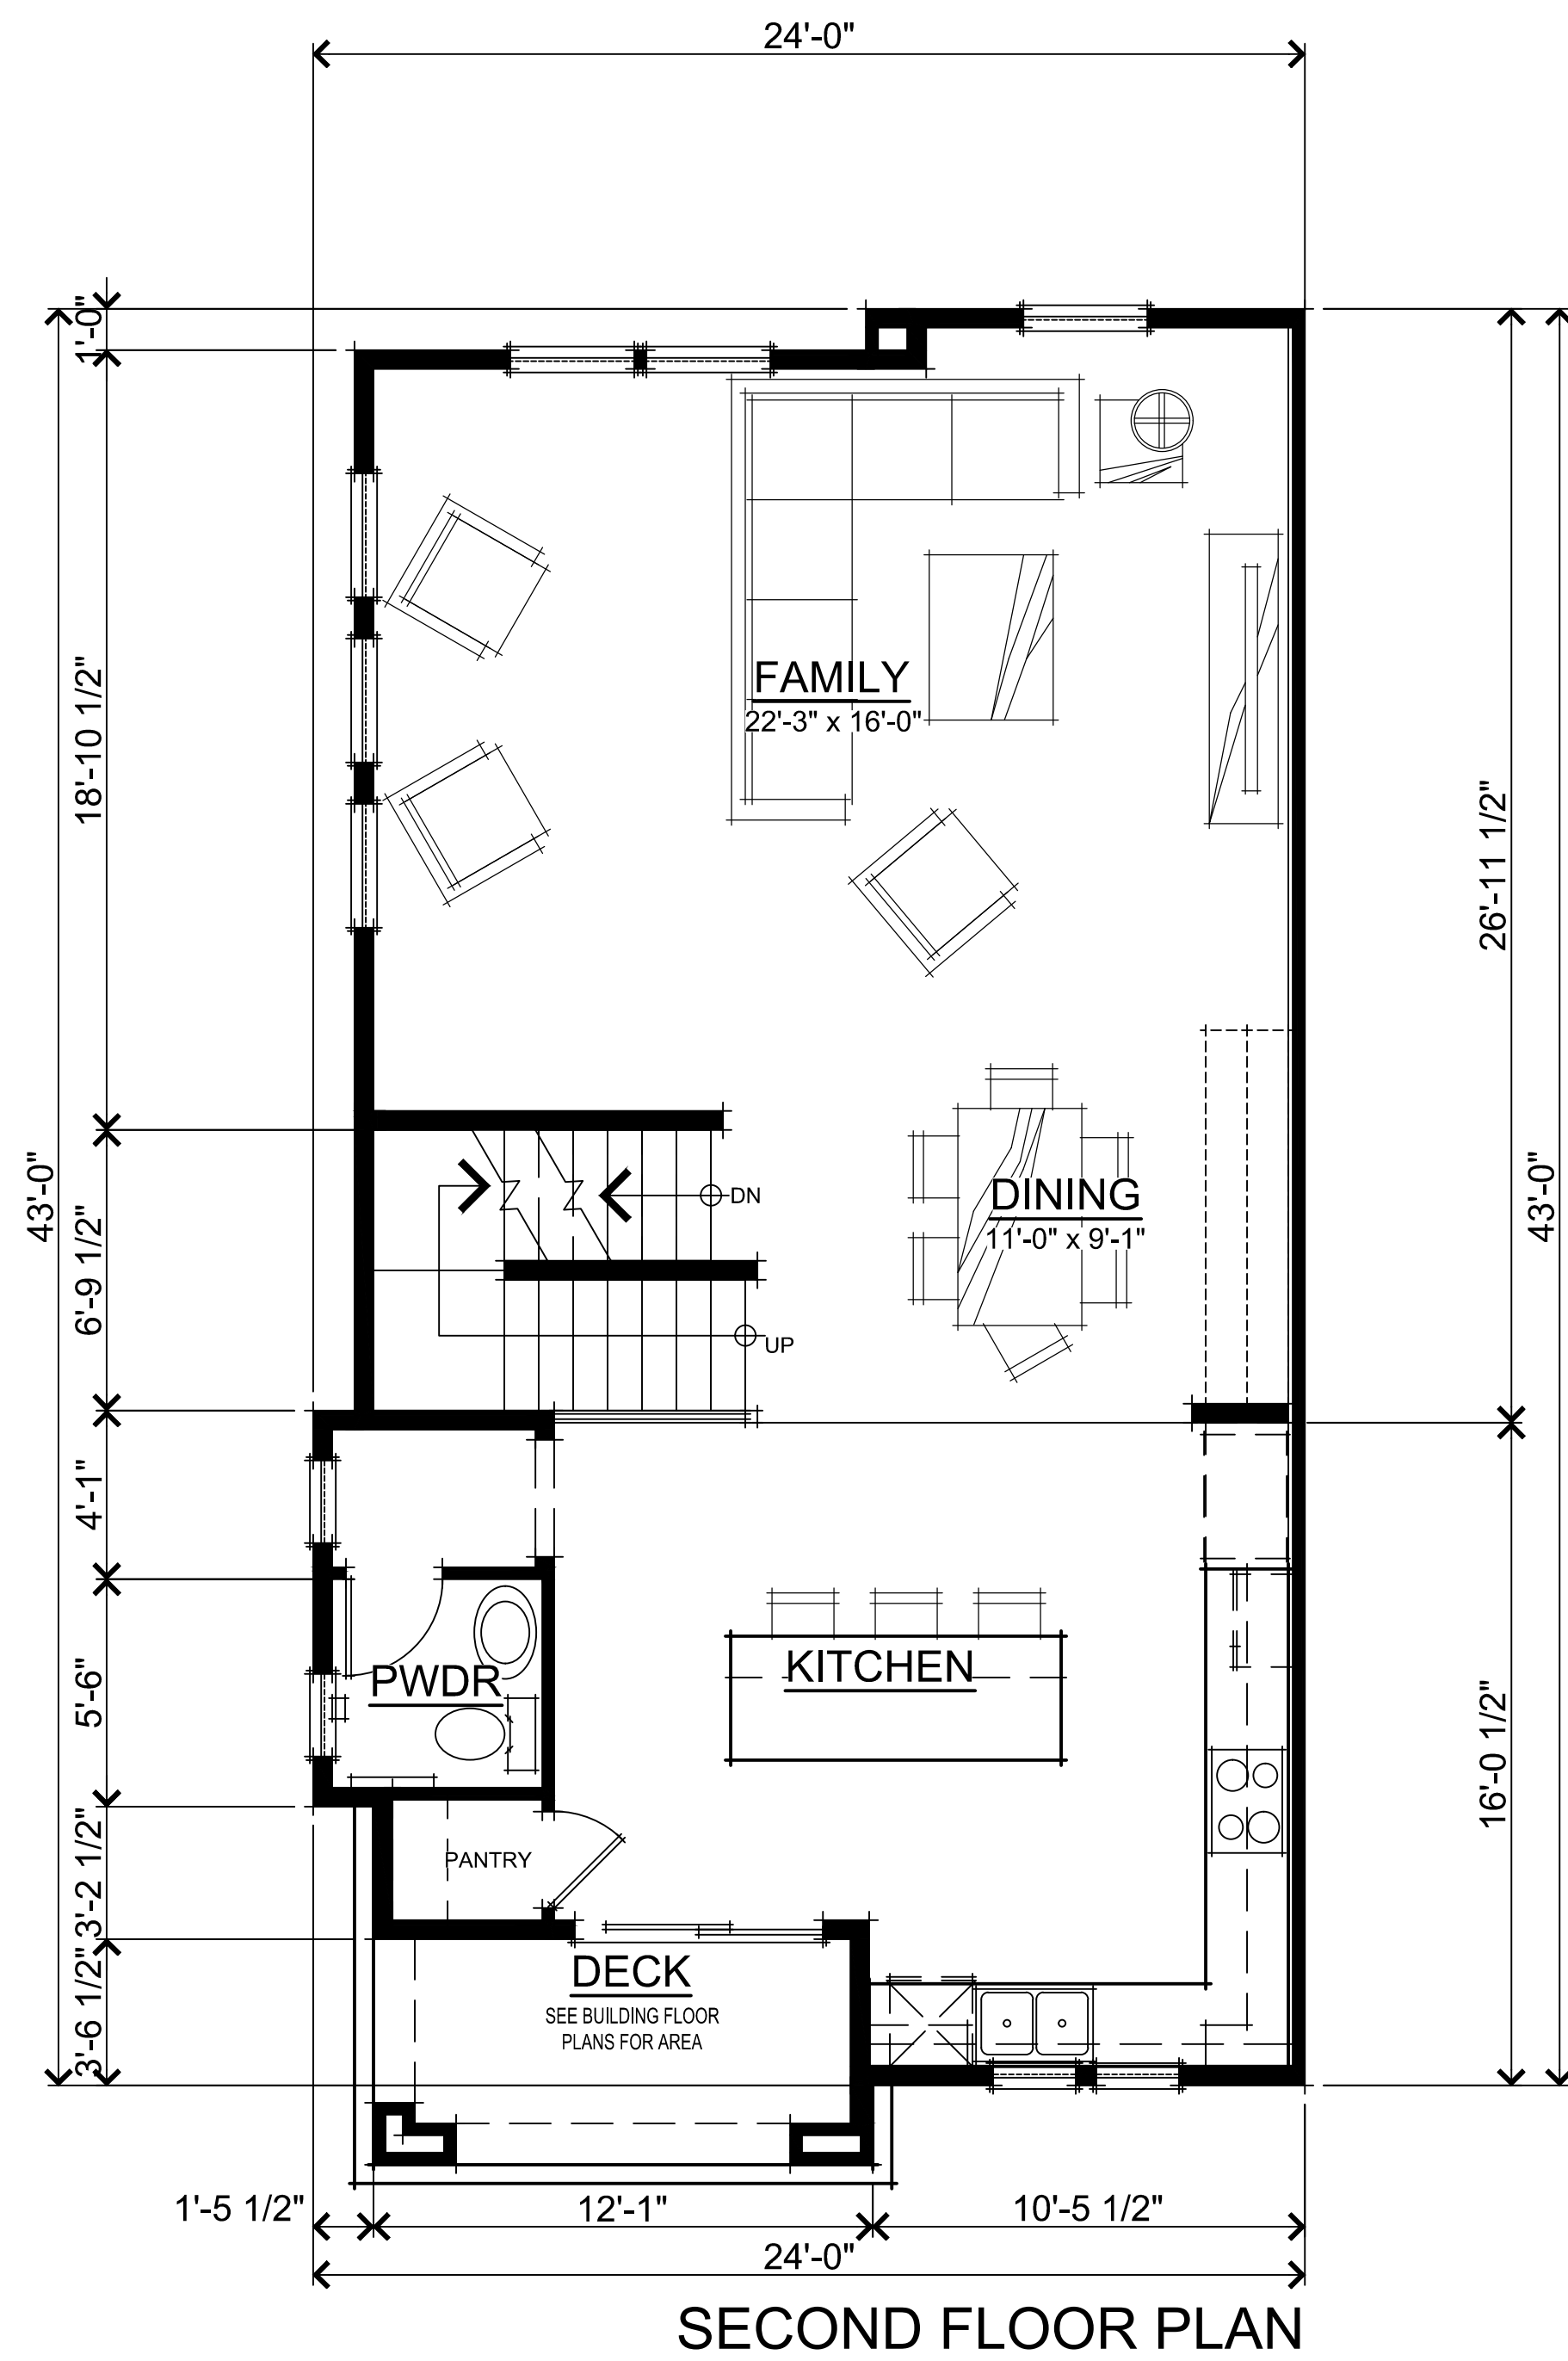 24'-0"
1'-0"
18'-10 1/2"
FAMILY
22'-3" x 16'-0"
26'-11 1/2"
43'-0"
6'-9 1/2"
DN
UP
DINING
11'-0" x 9'-1"
43'-0"
4'-1"
5'-6"
PWDR
KITCHEN
16'-0 1/2"
3'-2 1/2"
PANTRY
3'-6 1/2"
DECK
SEE BUILDING FLOOR
PLANS FOR AREA
1'-5 1/2"
12'-1"
10'-5 1/2"
24'-0"
SECOND FLOOR PLAN